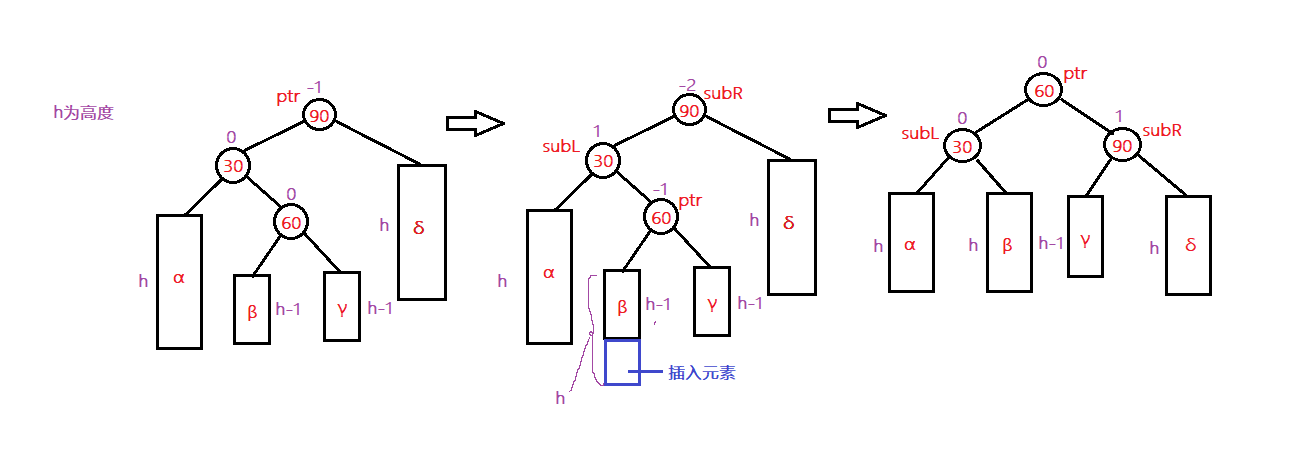 h为高度
ptr -1
90
0
30
0
60
h α
β h-1
γ h-1
h δ
-2 subR
90
subL 1
30
-1 ptr
60
h α
β h-1
γ h-1
h δ
h
插入元素
0 ptr
60
subL 0
30
1 subR
90
h α
h β
h-1 γ
h δ